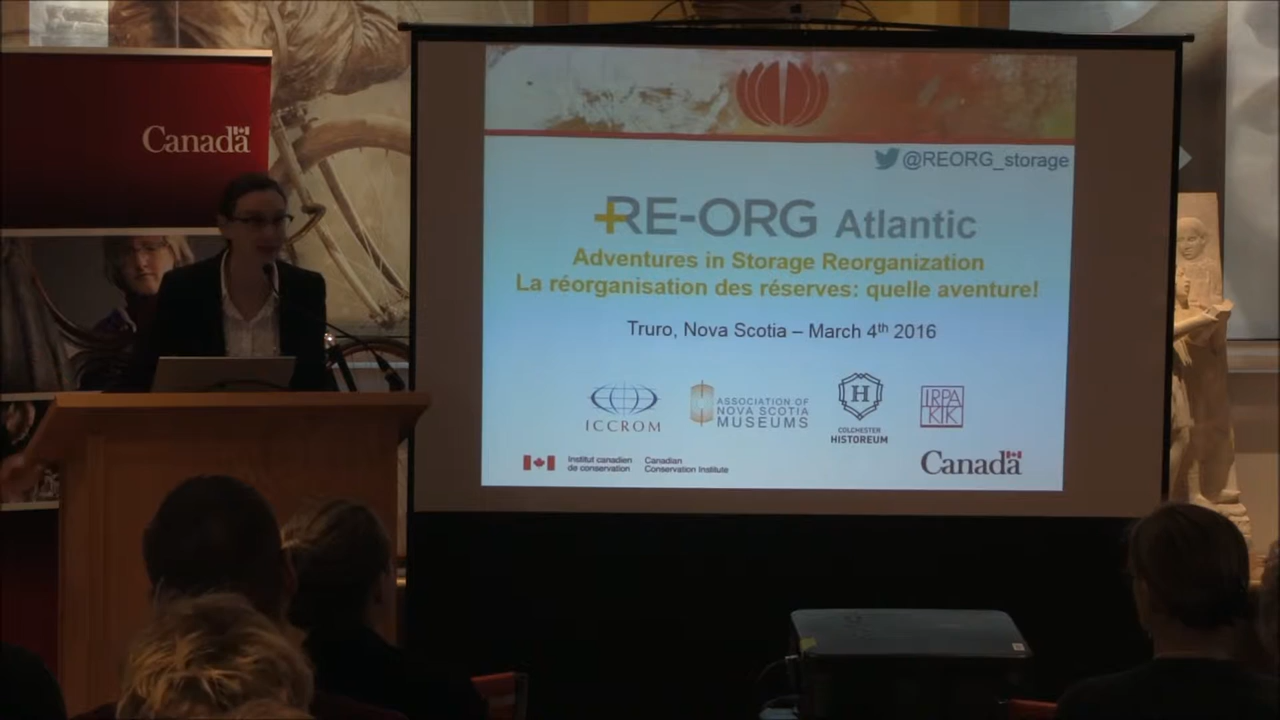 Canada
@REORG_storage
+RE-ORG Atlantic
Adventures in Storage Reorganization
La réorganisation des réserves: quelle aventure!
Truro, Nova Scotia – March 4th 2016
ICCROM
ASSOCIATION OF
NOVA SCOTIA
MUSEUMS
H
COLCHESTER
HISTOREUM
IRPA
KIK
Institut canadien
de conservation
Canadian
Conservation Institute
Canada